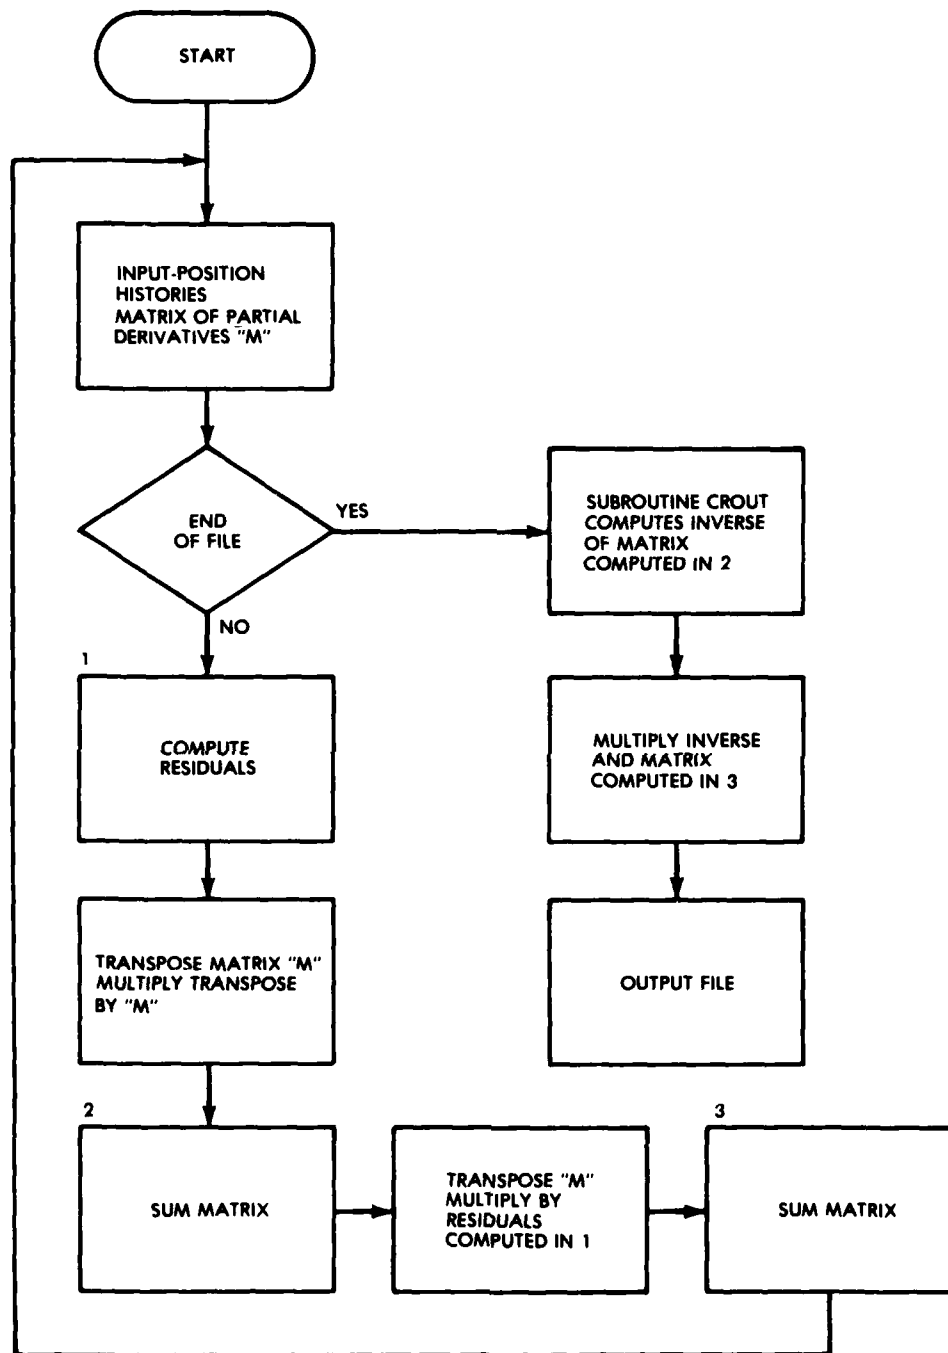 START
INPUT-POSITION
HISTORIES
MATRIX OF PARTIAL
DERIVATIVES "M"
END
OF FILE
YES
NO
SUBROUTINE CROUT
COMPUTES INVERSE
OF MATRIX
COMPUTED IN 2
1
COMPUTE
RESIDUALS
MULTIPLY INVERSE
AND MATRIX
COMPUTED IN 3
TRANSPOSE MATRIX "M"
MULTIPLY TRANSPOSE
BY "M"
OUTPUT FILE
2
SUM MATRIX
TRANSPOSE "M"
MULTIPLY BY
RESIDUALS
COMPUTED IN 1
3
SUM MATRIX